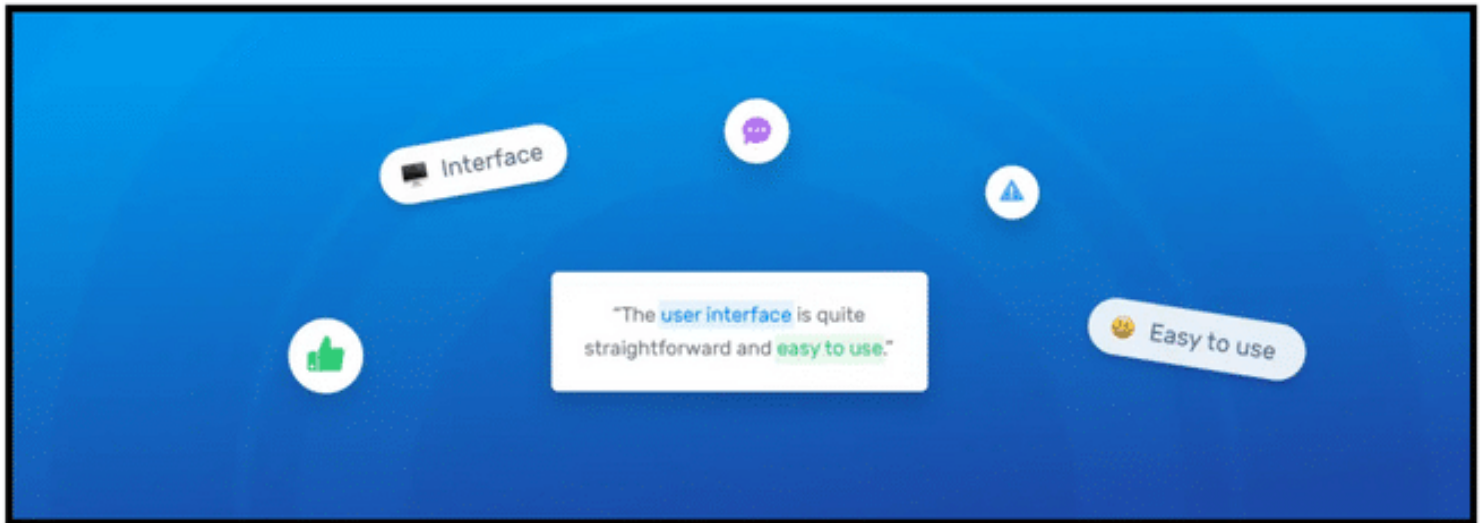 Interface
“The user interface is quite
straightforward and easy to use.”
Easy to use